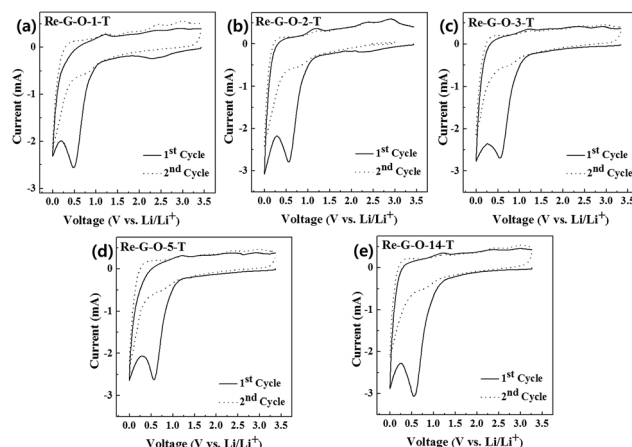 (a) Re-G-O-1-T
Current (mA)
1
0
-1
-2
-3
0.0 0.5 1.0 1.5 2.0 2.5 3.0 3.5
1st Cycle
2nd Cycle
Voltage (V vs. Li/Li+)
(b) Re-G-O-2-T
Current (mA)
0
-1
-2
-3
0.0 0.5 1.0 1.5 2.0 2.5 3.0 3.5
1st Cycle
2nd Cycle
Voltage (V vs. Li/Li+)
(c) Re-G-O-3-T
Current (mA)
0
-1
-2
-3
0.0 0.5 1.0 1.5 2.0 2.5 3.0 3.5
1st Cycle
2nd Cycle
Voltage (V vs. Li/Li+)
(d) Re-G-O-5-T
Current (mA)
0
-1
-2
-3
0.0 0.5 1.0 1.5 2.0 2.5 3.0 3.5
1st Cycle
2nd Cycle
Voltage (V vs. Li/Li+)
(e) Re-G-O-14-T
Current (mA)
0
-1
-2
-3
0.0 0.5 1.0 1.5 2.0 2.5 3.0 3.5
1st Cycle
2nd Cycle
Voltage (V vs. Li/Li+)